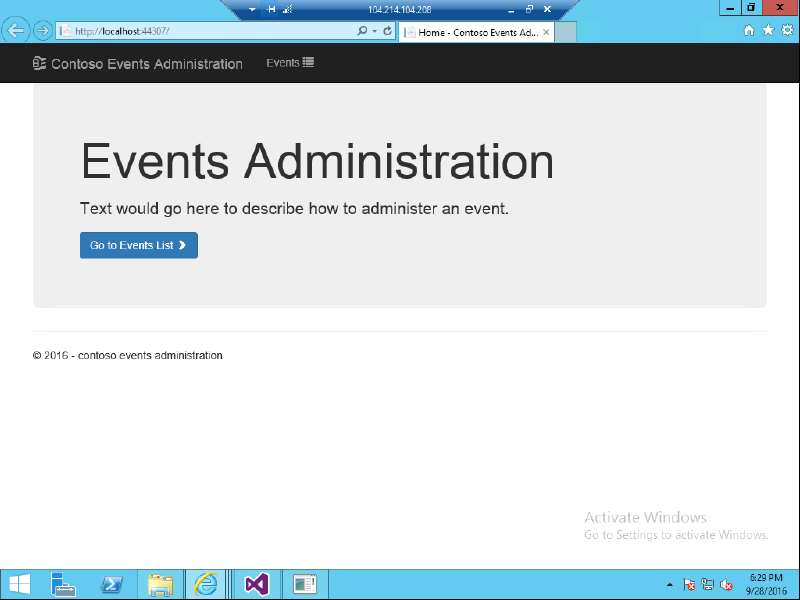 104.214.104.208
http://localhost:44307/
Home - Contoso Events Ad...
Contoso Events Administration
Events
Events Administration
Text would go here to describe how to administer an event.
Go to Events List
© 2016 - contoso events administration
Activate Windows
Go to Settings to activate Windows.
6:29 PM
9/28/2016